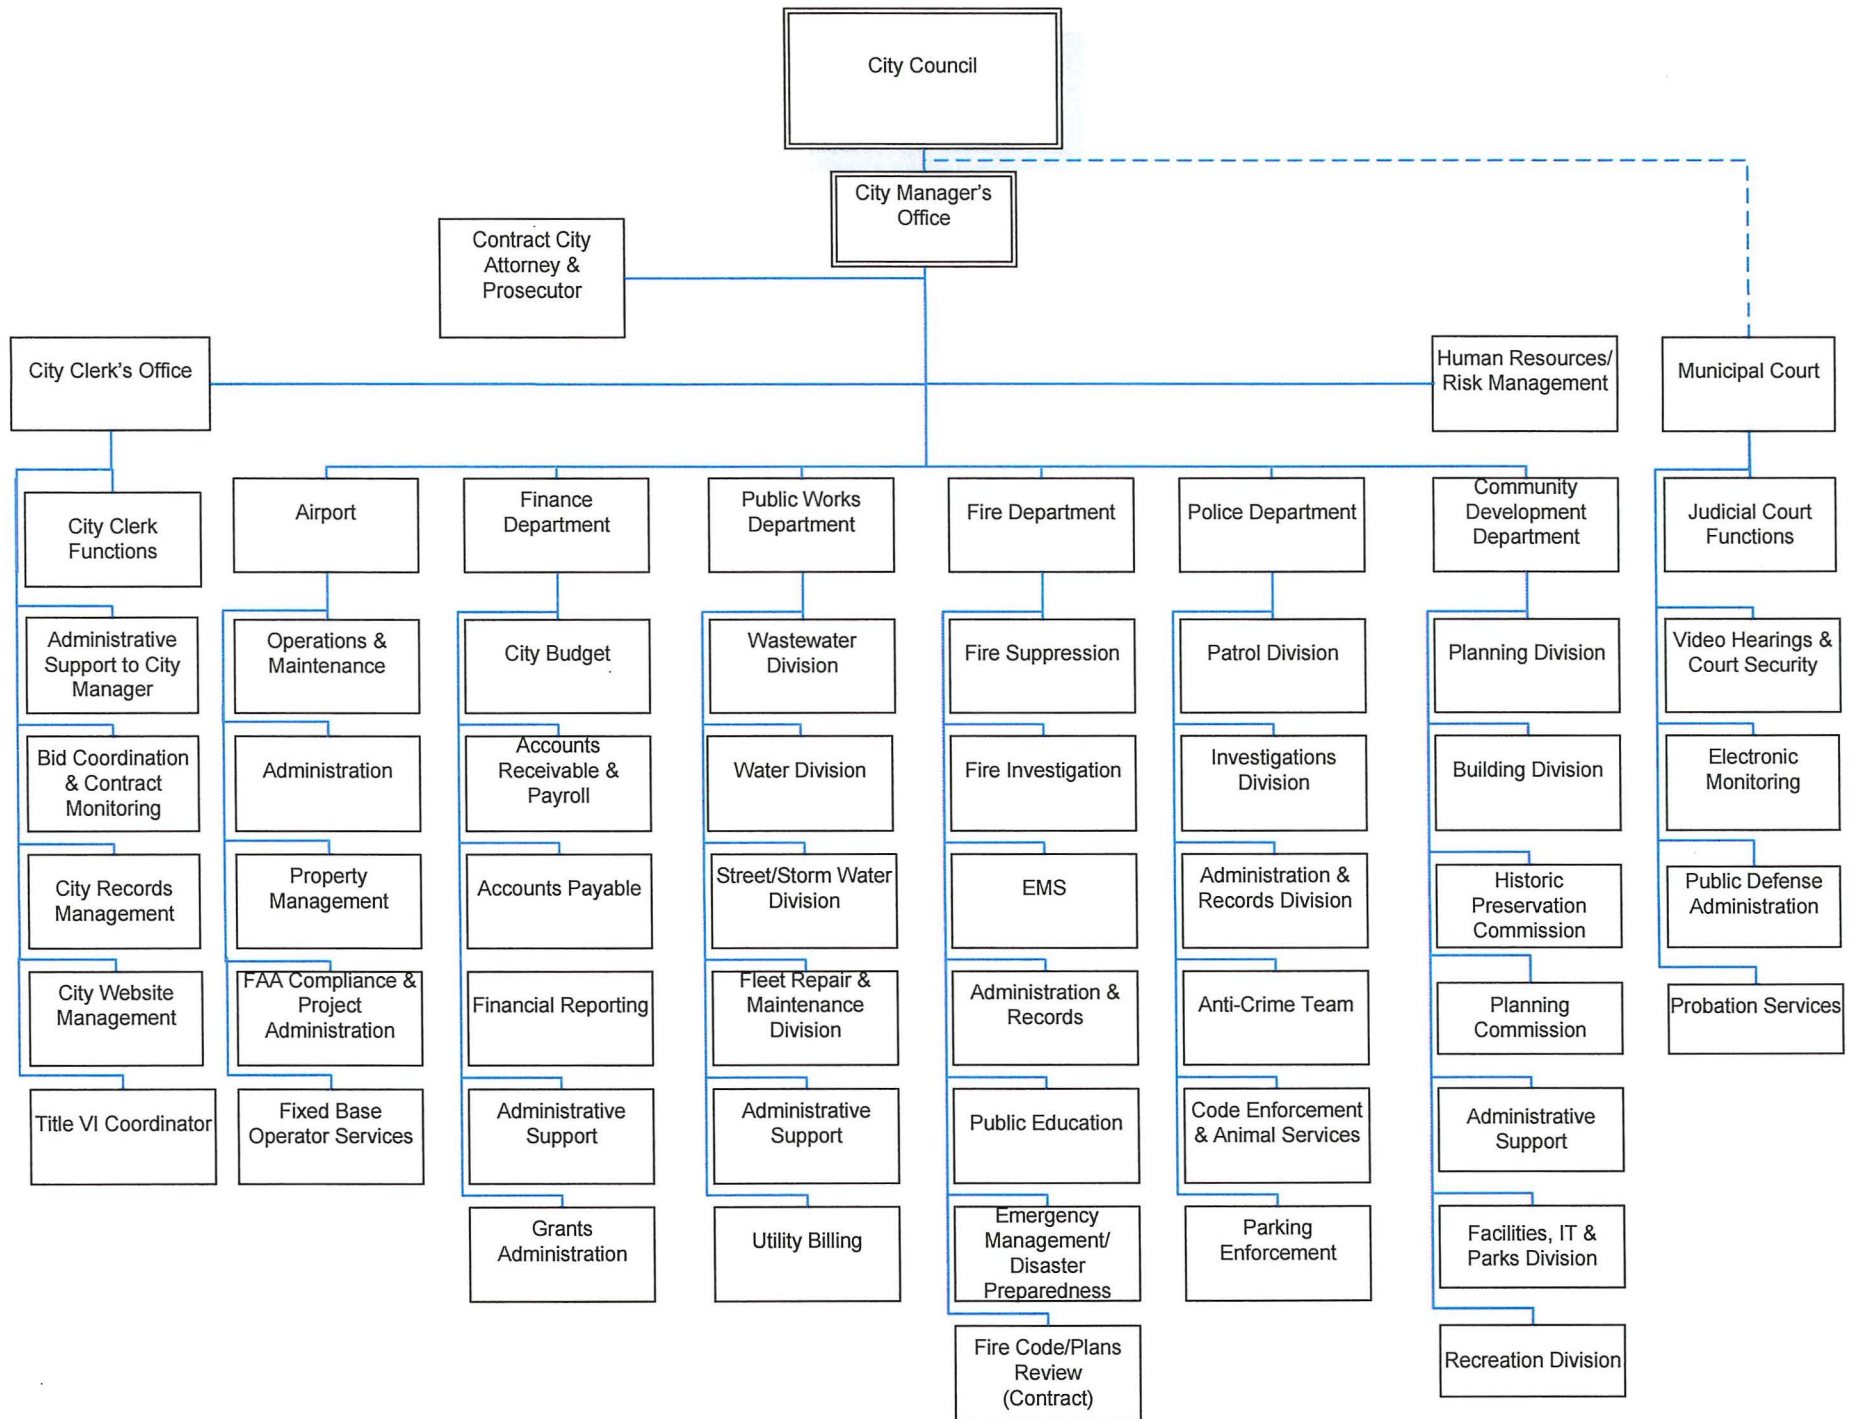 City Council
City Manager's
Office
Contract City
Attorney &
Prosecutor
City Clerk's Office
Human Resources/
Risk Management
Municipal Court
City Clerk
Functions
Administrative
Support to City
Manager
Bid Coordination
& Contract
Monitoring
City Records
Management
City Website
Management
Title VI Coordinator
Airport
Operations &
Maintenance
Administration
Property
Management
FAA Compliance &
Project
Administration
Fixed Base
Operator Services
Finance
Department
City Budget
Accounts
Receivable &
Payroll
Accounts Payable
Financial Reporting
Administrative
Support
Grants
Administration
Public Works
Department
Wastewater
Division
Water Division
Street/Storm Water
Division
Fleet Repair &
Maintenance
Division
Administrative
Support
Utility Billing
Fire Department
Fire Suppression
Fire Investigation
EMS
Administration &
Records
Public Education
Emergency
Management/
Disaster
Preparedness
Fire Code/Plans
Review
(Contract)
Police Department
Patrol Division
Investigations
Division
Administration &
Records Division
Anti-Crime Team
Code Enforcement
& Animal Services
Parking
Enforcement
Community
Development
Department
Planning Division
Building Division
Historic
Preservation
Commission
Planning
Commission
Administrative
Support
Facilities, IT &
Parks Division
Recreation Division
Judicial Court
Functions
Video Hearings &
Court Security
Electronic
Monitoring
Public Defense
Administration
Probation Services